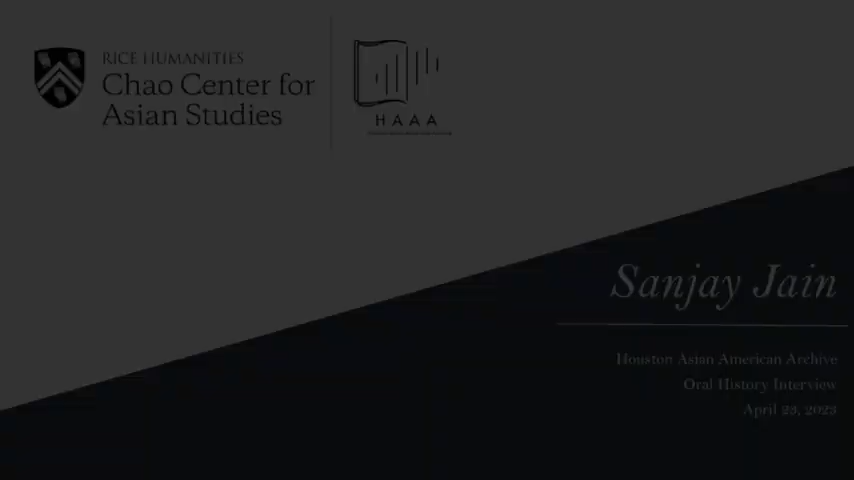 RICE HUMANITIES
Chao Center for
Asian Studies
HAAA
Sanjay Jain
Houston Asian American Archive
Oral History Interview
April 23, 2023